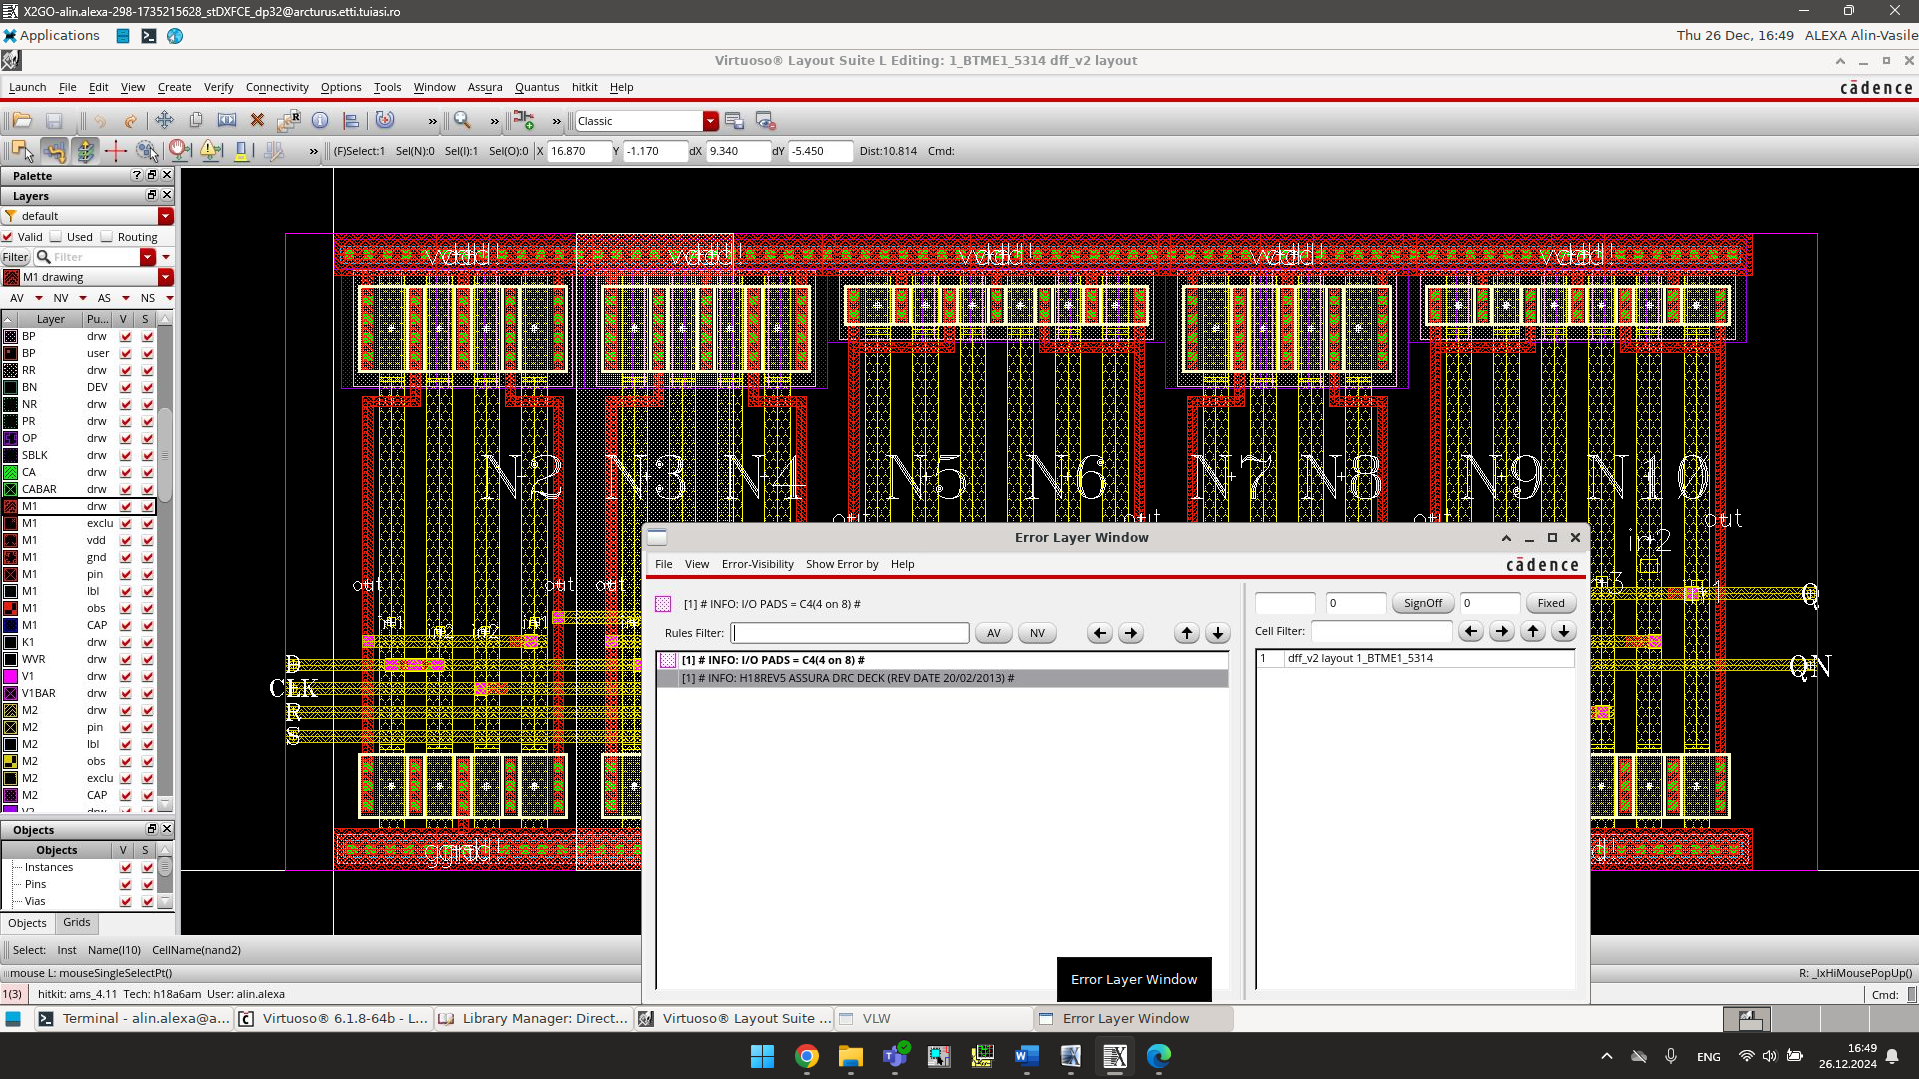 X2GO-alin.alexa-298-1735215628_stDXFCE_dp32@arcturus.etti.tuiasi.ro
Applications
Thu 26 Dec, 16:49 ALEXA Alin-Vasile
Virtuoso® Layout Suite L Editing: 1_BTME1_5314 dff_v2 layout
Launch File Edit View Create Verify Connectivity Options Tools Window Assura Quantus hitkit Help
cādence
Classic
(F)Select:1 Sel(N):0 Sel(I):1 Sel(O):0 X 16.870 Y -1.170 dX 9.340 dY -5.450 Dist:10.814 Cmd:
Palette
Layers
default
Valid Used Routing
Filter Filter
M1 drawing
AV NV AS NS
Layer Pu... V S
BP drw
BP user
RR drw
BN DEV
NR drw
PR drw
OP drw
SBLK drw
CA drw
CABAR drw
M1 drw
M1 exclu
M1 vdd
M1 gnd
M1 pin
M1 lbl
M1 obs
M1 CAP
K1 drw
WVR drw
V1 drw
V1BAR drw
M2 drw
M2 pin
M2 lbl
M2 obs
M2 exclu
M2 CAP
Objects
Objects V S
Instances
Pins
Vias
Objects Grids
N2 N3 N4 N5 N6 N7 N8 N9 N10
out out out out
in2
D
CLK
R
S
Q
QN
Error Layer Window
File View Error-Visibility Show Error by Help
cādence
[1] # INFO: I/O PADS = C4(4 on 8) #
Rules Filter: AV NV
[1] # INFO: I/O PADS = C4(4 on 8) #
[1] # INFO: H18REV5 ASSURA DRC DECK (REV DATE 20/02/2013) #
0 SignOff 0 Fixed
Cell Filter:
1 dff_v2 layout 1_BTME1_5314
Error Layer Window
Select: Inst Name(I10) CellName(nand2)
mouse L: mouseSingleSelectPt()
R: _lxHiMousePopUp()
1(3) hitkit: ams_4.11 Tech: h18a6am User: alin.alexa
Cmd:
Terminal - alin.alexa@a... Virtuoso® 6.1.8-64b - L... Library Manager: Direct... Virtuoso® Layout Suite ... VLW Error Layer Window
ENG
16:49
26.12.2024